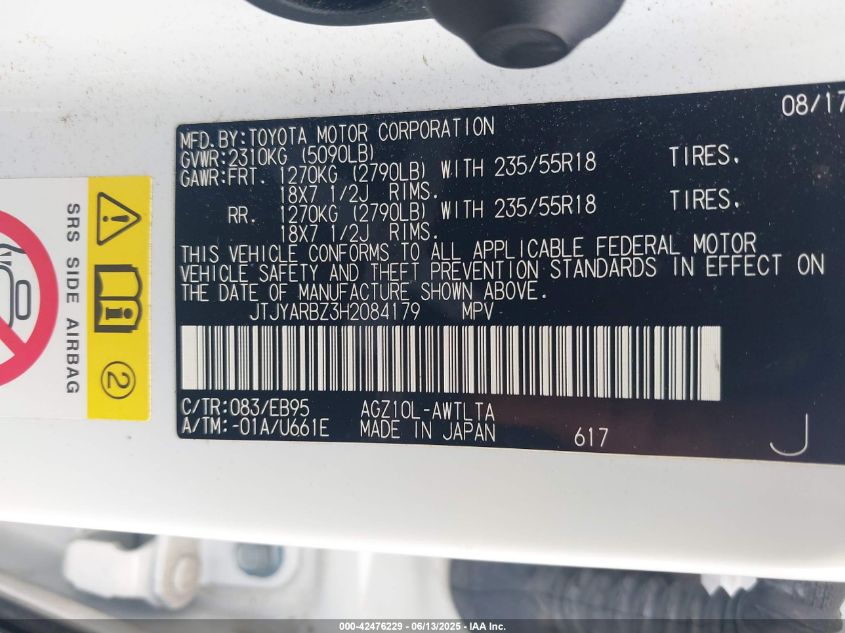 08/17
MFD.BY:TOYOTA MOTOR CORPORATION
GVWR:2310KG (5090LB)
GAWR:FRT. 1270KG (2790LB) WITH 235/55R18 TIRES.
18X7 1/2J RIMS.
RR. 1270KG (2790LB) WITH 235/55R18 TIRES.
18X7 1/2J RIMS.
THIS VEHICLE CONFORMS TO ALL APPLICABLE FEDERAL MOTOR
VEHICLE SAFETY AND THEFT PREVENTION STANDARDS IN EFFECT ON
THE DATE OF MANUFACTURE SHOWN ABOVE.
JTJYARBZ3H2084179 MPV
C/TR:083/EB95 AGZ10L-AWTLTA
A/TM:-01A/U661E MADE IN JAPAN 617 J
SRS SIDE AIRBAG
2
000-42476229 - 06/13/2025 - IAA Inc.